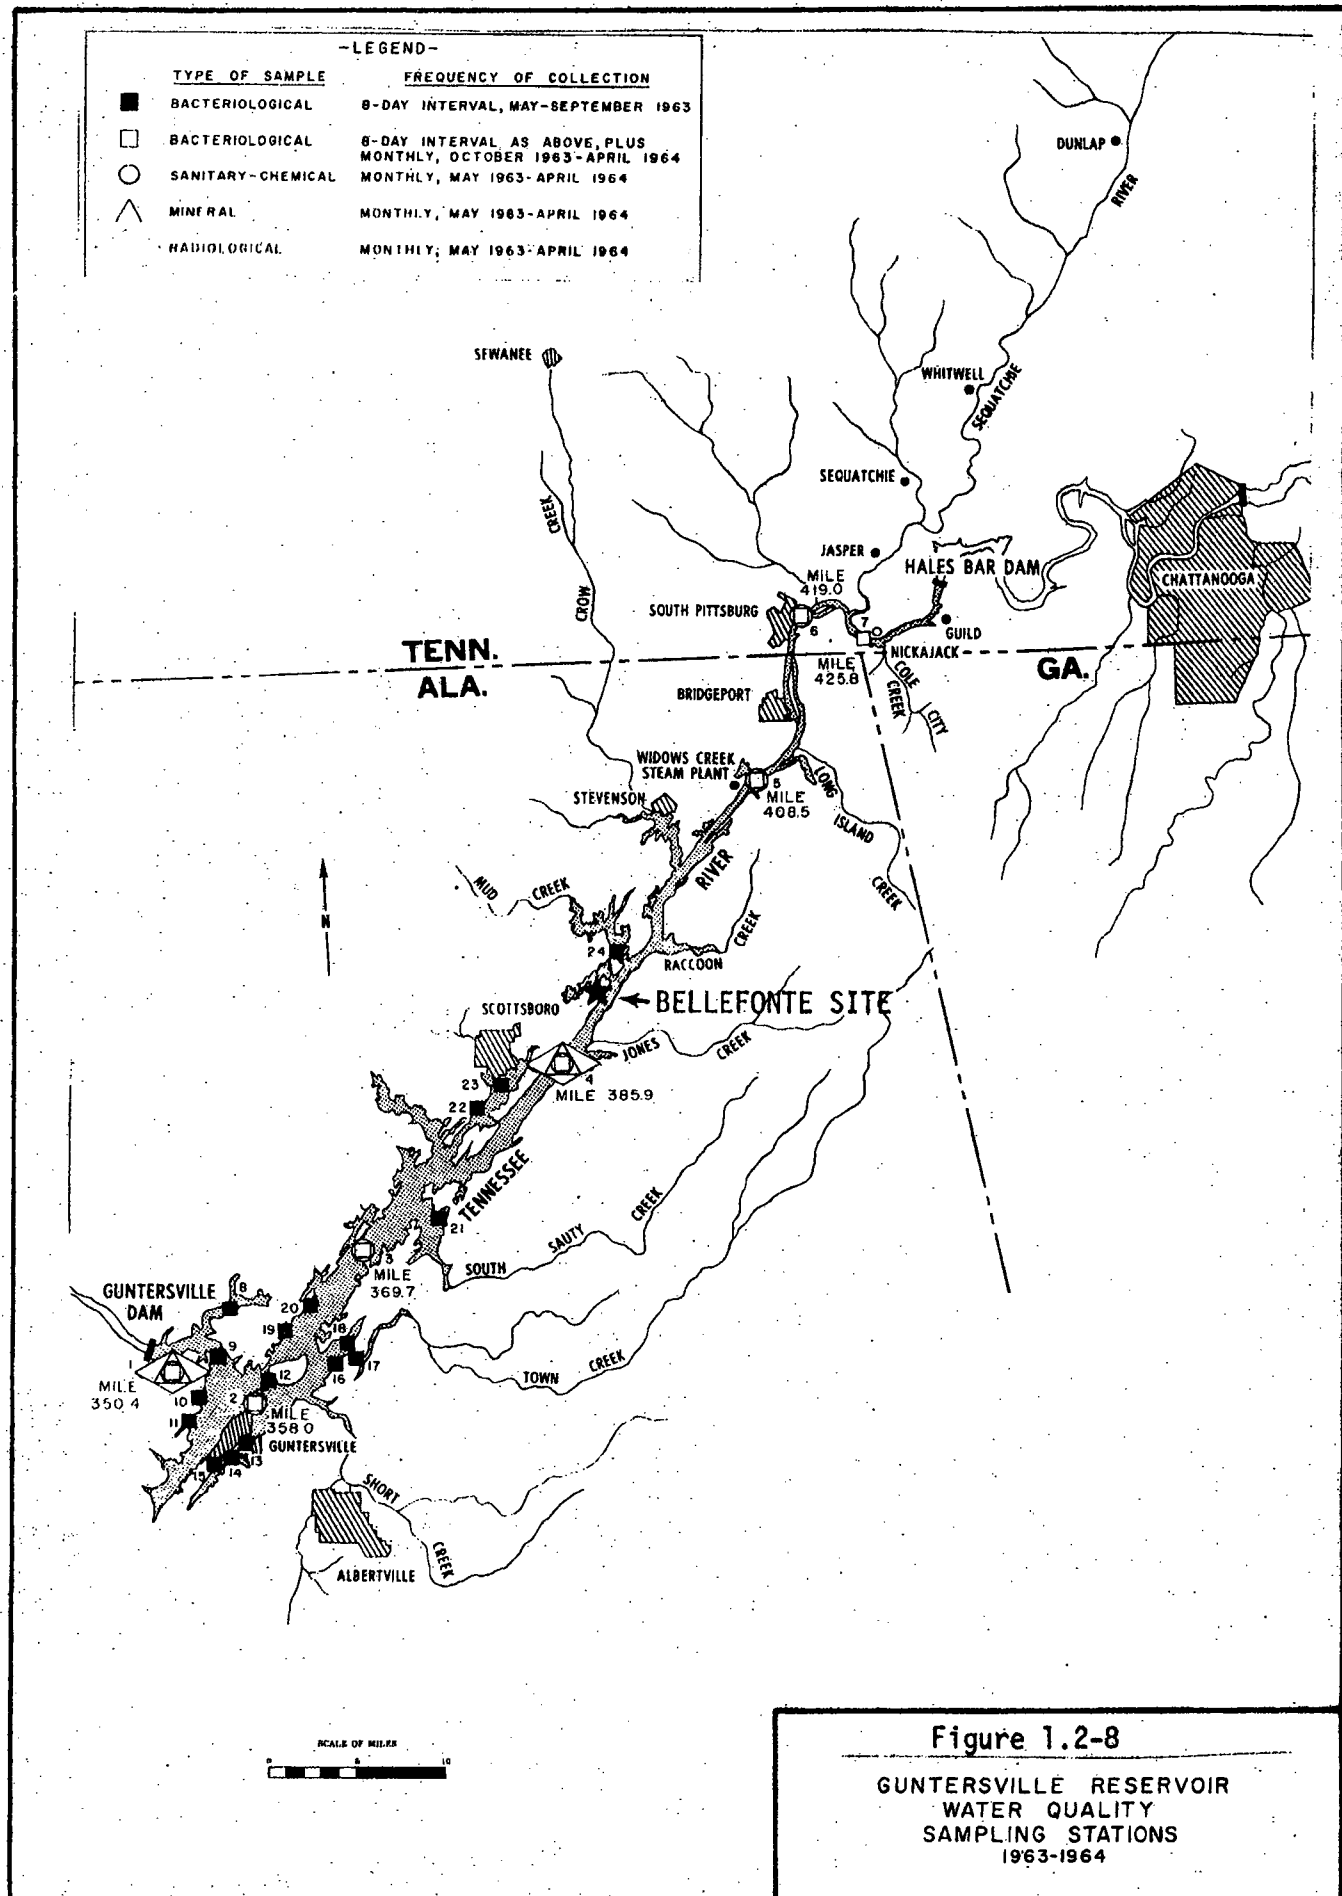 -LEGEND-
TYPE OF SAMPLE FREQUENCY OF COLLECTION
BACTERIOLOGICAL 8-DAY INTERVAL, MAY-SEPTEMBER 1963
BACTERIOLOGICAL 8-DAY INTERVAL AS ABOVE, PLUS
MONTHLY, OCTOBER 1963-APRIL 1964
SANITARY-CHEMICAL MONTHLY, MAY 1963-APRIL 1964
MINERAL MONTHLY, MAY 1963-APRIL 1964
RADIOLOGICAL MONTHLY, MAY 1963-APRIL 1964
DUNLAP
RIVER
SEWANEE
WHITWELL
SEQUATCHIE
SEQUATCHIE
CREEK
CROW
JASPER
HALES BAR DAM
CHATTANOOGA
MILE
419.0
SOUTH PITTSBURG
6
7
GUILD
NICKAJACK
TENN.
ALA.
GA.
MILE
425.8
COLE
CITY
CREEK
BRIDGEPORT
WIDOWS CREEK
STEAM PLANT
5
MILE
408.5
LONG
ISLAND
CREEK
STEVENSON
RIVER
MUD CREEK
N
24
RACCOON
CREEK
BELLEFONTE SITE
SCOTTSBORO
JONES
CREEK
23
4
MILE 385.9
22
TENNESSEE
21
SOUTH
SAUTY
CREEK
3
MILE
369.7
GUNTERSVILLE
DAM
8
20
19
18
9
17
16
1
MILE
350.4
10
2
12
TOWN
CREEK
11
MILE
358.0
GUNTERSVILLE
13
14
15
SHORT
CREEK
ALBERTVILLE
SCALE OF MILES
0 5 10
Figure 1.2-8
GUNTERSVILLE RESERVOIR
WATER QUALITY
SAMPLING STATIONS
1963-1964